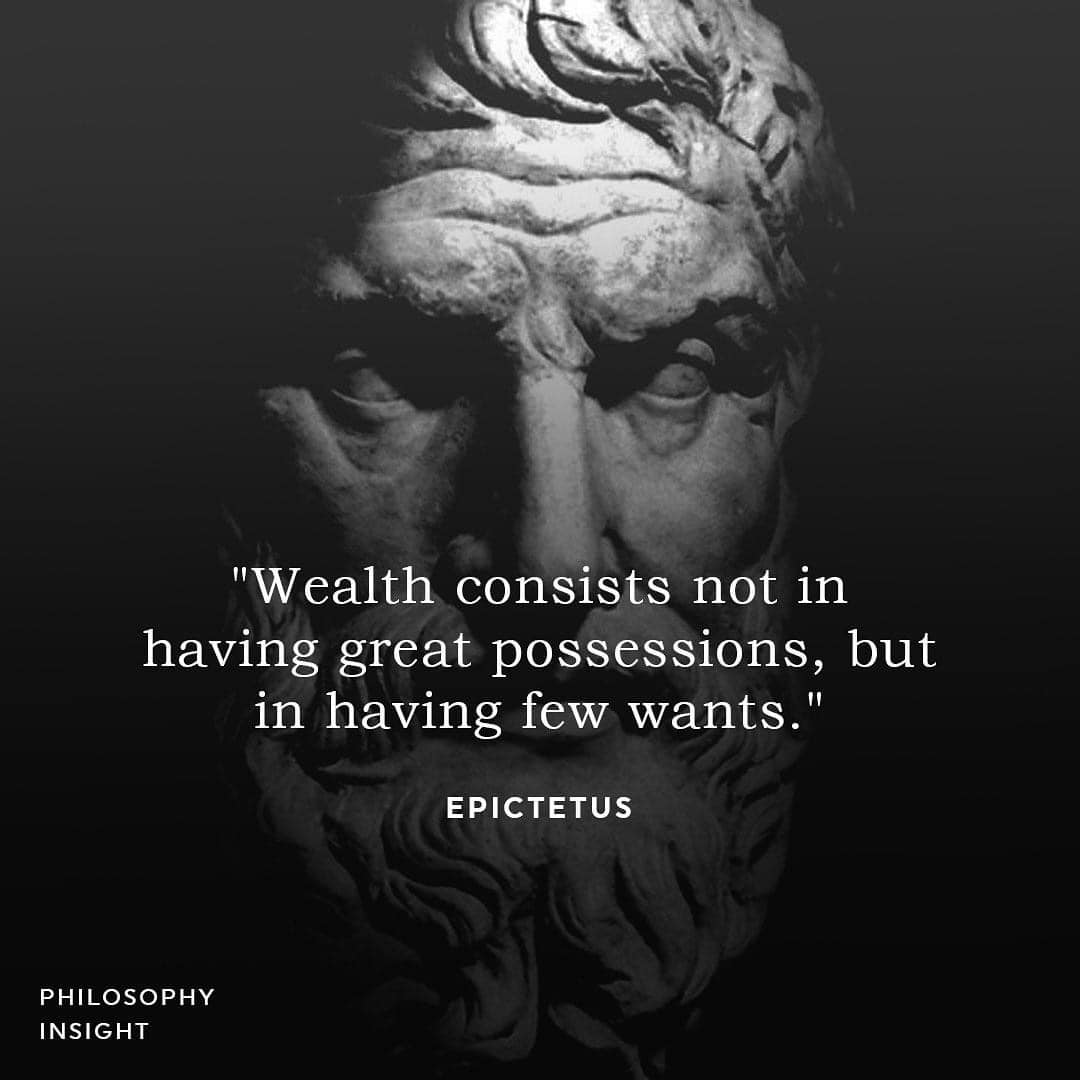 "Wealth consists not in
having great possessions, but
in having few wants."
EPICTETUS
PHILOSOPHY
INSIGHT